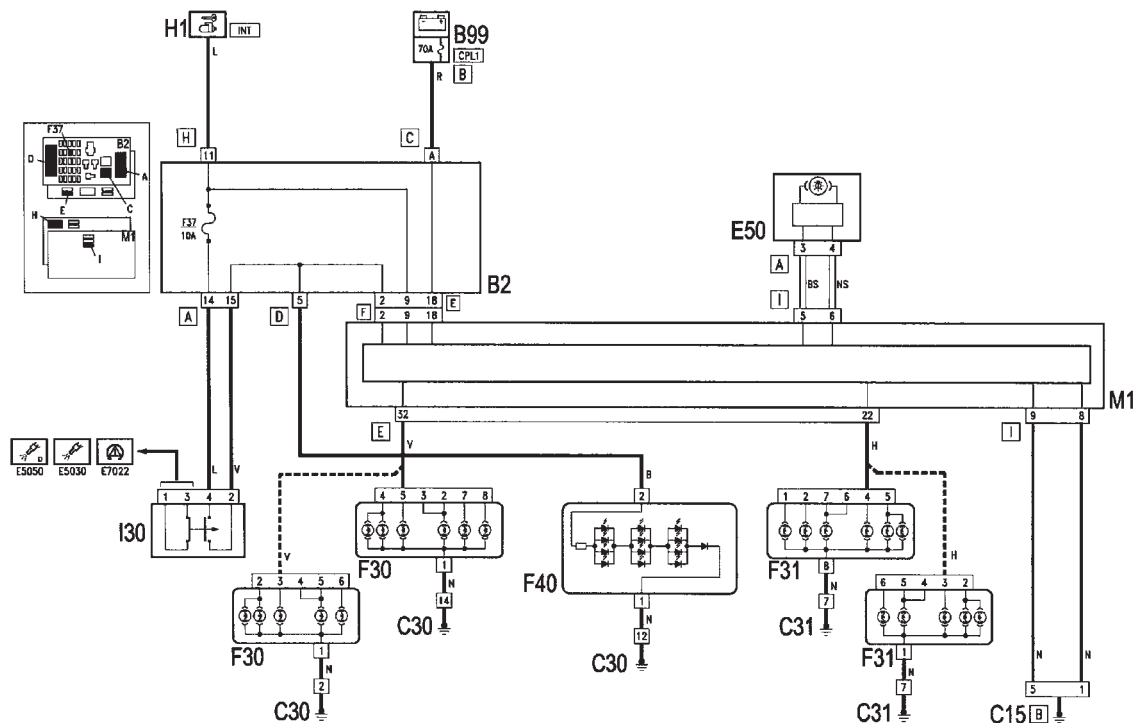 H1
INT
L
B99
70A
CPL1
B
R
H
11
C
A
F37
B2
D
A
E
C
H
M1
I
F37
10A
B2
14
15
5
2
9
18
E
A
D
F
2
9
18
E50
3
4
A
BS
NS
I
5
6
M1
32
22
9
8
E
V
H
I
B
E5050
E5030
E7022
L
V
1
3
4
2
I30
4
5
3
2
7
8
F30
1
N
14
C30
2
F40
1
N
12
C30
1
2
7
6
4
5
F31
8
N
7
C31
V
2
3
4
5
6
F30
1
N
2
C30
H
6
5
4
3
2
F31
1
N
7
C31
N
N
5
1
C15
B